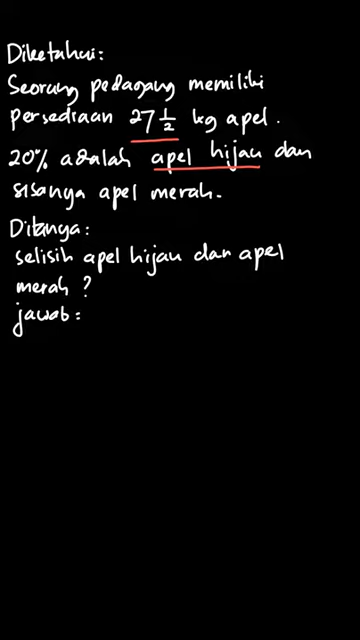 Diketahui:
Seorang pedagang memiliki
persediaan 27 1/2 kg apel.
20% adalah apel hijau dan
sisanya apel merah.
Ditanya:
selisih apel hijau dan apel
merah ?
jawab: